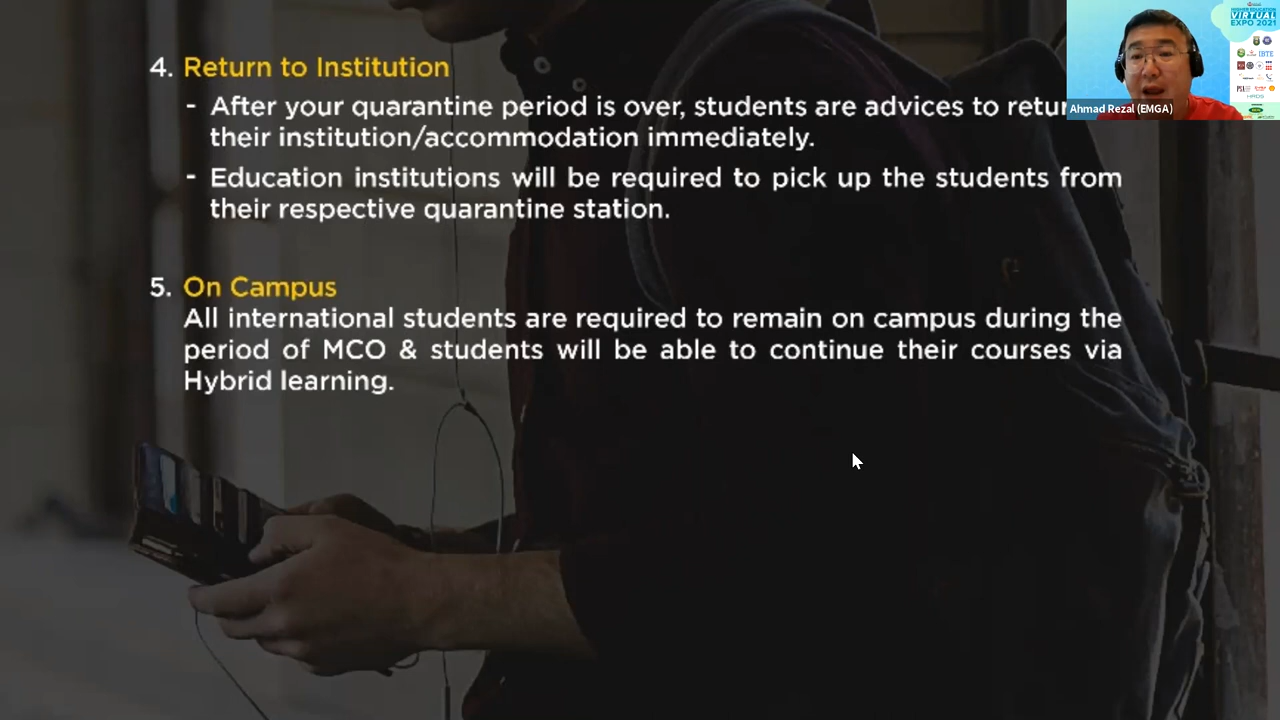 4. Return to Institution
- After your quarantine period is over, students are advices to retur
their institution/accommodation immediately.
- Education institutions will be required to pick up the students from
their respective quarantine station.
5. On Campus
All international students are required to remain on campus during the
period of MCO & students will be able to continue their courses via
Hybrid learning.
HIGHER EDUCATION
VIRTUAL
EXPO 2021
IBTE
Ahmad Rezal (EMGA)